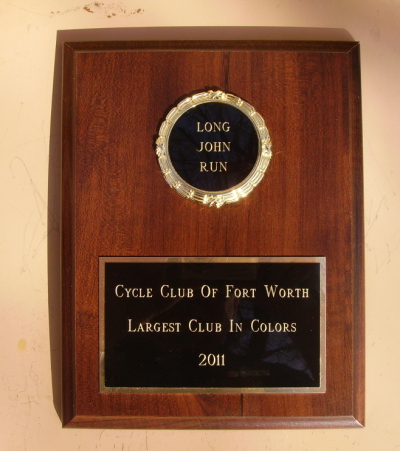 LONG
JOHN
RUN
CYCLE CLUB OF FORT WORTH
LARGEST CLUB IN COLORS
2011